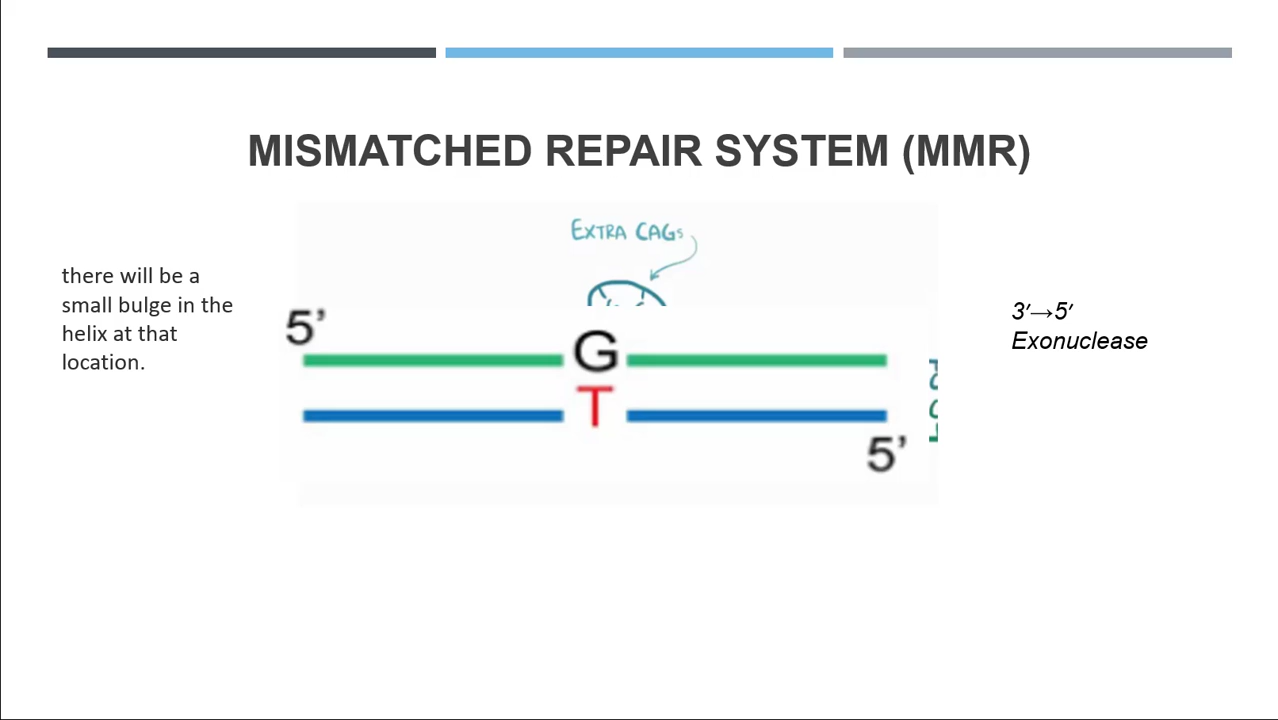 MISMATCHED REPAIR SYSTEM (MMR)
there will be a
small bulge in the
helix at that
location.
EXTRA CAGs
5’
G
T
5’
3′→5′
Exonuclease